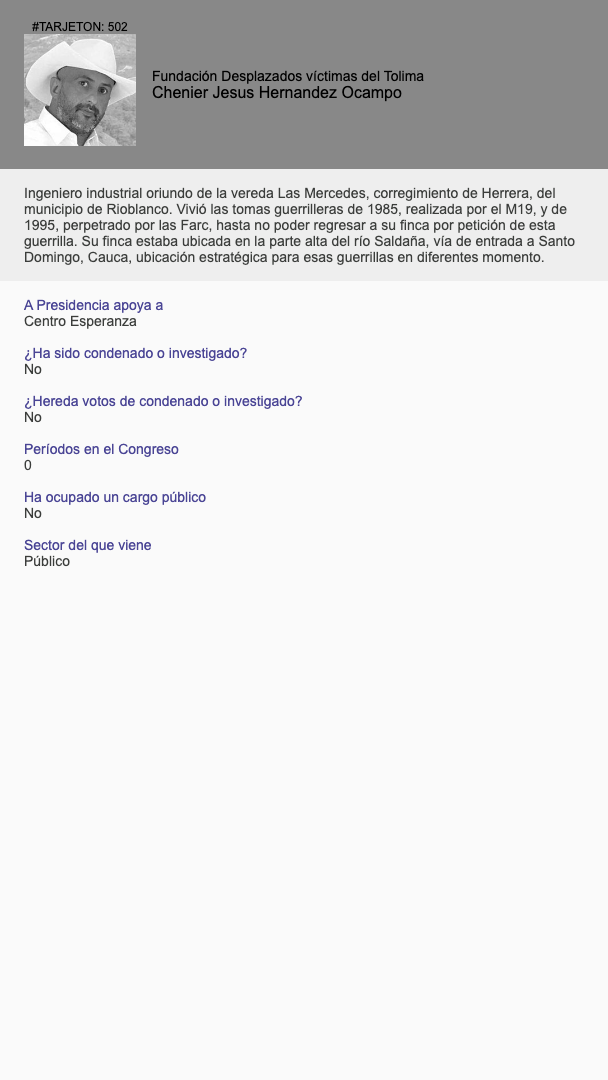 #TARJETON: 502
Fundación Desplazados víctimas del Tolima
Chenier Jesus Hernandez Ocampo
Ingeniero industrial oriundo de la vereda Las Mercedes, corregimiento de Herrera, del
municipio de Rioblanco. Vivió las tomas guerrilleras de 1985, realizada por el M19, y de
1995, perpetrado por las Farc, hasta no poder regresar a su finca por petición de esta
guerrilla. Su finca estaba ubicada en la parte alta del río Saldaña, vía de entrada a Santo
Domingo, Cauca, ubicación estratégica para esas guerrillas en diferentes momento.
A Presidencia apoya a
Centro Esperanza
¿Ha sido condenado o investigado?
No
¿Hereda votos de condenado o investigado?
No
Períodos en el Congreso
0
Ha ocupado un cargo público
No
Sector del que viene
Público